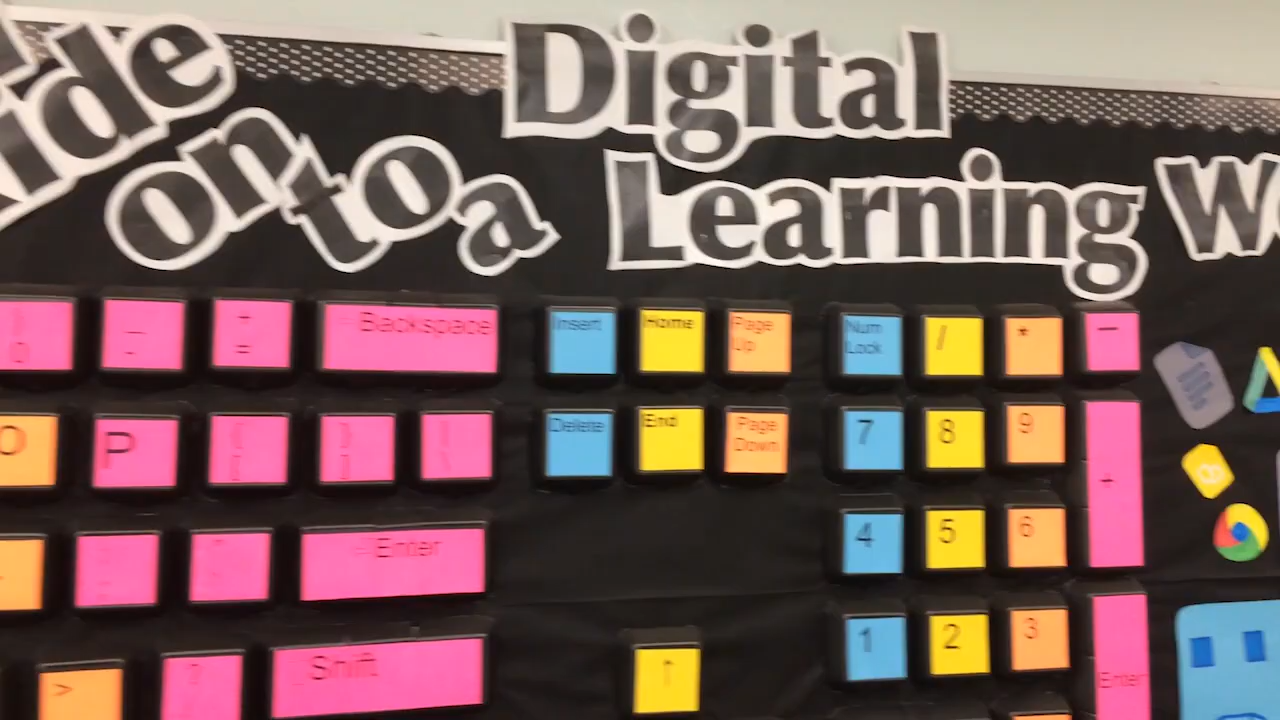 ide
on to a
Digital
Learning
W
Backspace
Insert
Home
Page Up
Num Lock
/
*
-
O
P
Delete
End
Page Down
7
8
9
+
Enter
4
5
6
>
Shift
↑
1
2
3
Enter